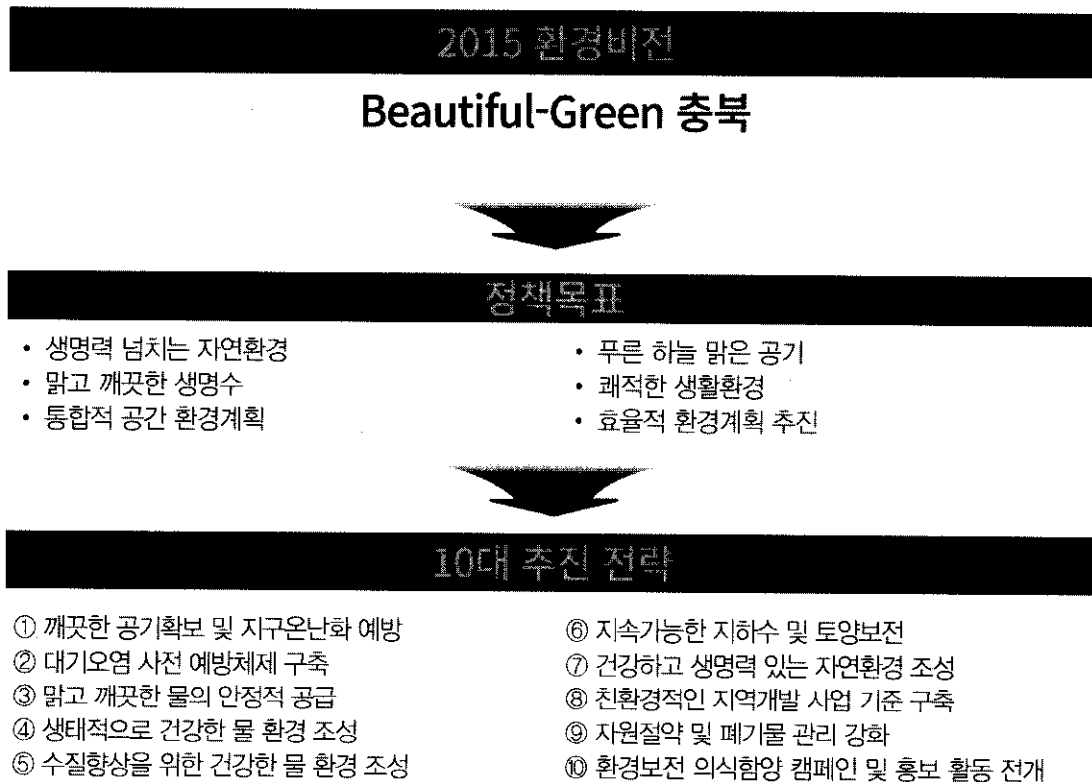 2015 환경비전
Beautiful-Green 충북
정책목표
• 생명력 넘치는 자연환경
• 맑고 깨끗한 생명수
• 통합적 공간 환경계획
• 푸른 하늘 맑은 공기
• 쾌적한 생활환경
• 효율적 환경계획 추진
10대 추진 전략
① 깨끗한 공기확보 및 지구온난화 예방
② 대기오염 사전 예방체제 구축
③ 맑고 깨끗한 물의 안정적 공급
④ 생태적으로 건강한 물 환경 조성
⑤ 수질향상을 위한 건강한 물 환경 조성
⑥ 지속가능한 지하수 및 토양보전
⑦ 건강하고 생명력 있는 자연환경 조성
⑧ 친환경적인 지역개발 사업 기준 구축
⑨ 자원절약 및 폐기물 관리 강화
⑩ 환경보전 의식함양 캠페인 및 홍보 활동 전개